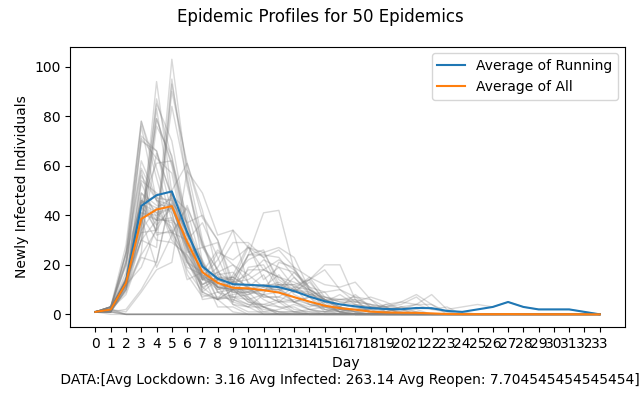 Epidemic Profiles for 50 Epidemics
Average of Running
Average of All
Newly Infected Individuals
100
80
60
40
20
0
0 1 2 3 4 5 6 7 8 9 10 11 12 13 14 15 16 17 18 19 20 21 22 23 24 25 26 27 28 29 30 31 32 33
Day
DATA:[Avg Lockdown: 3.16 Avg Infected: 263.14 Avg Reopen: 7.704545454545454]